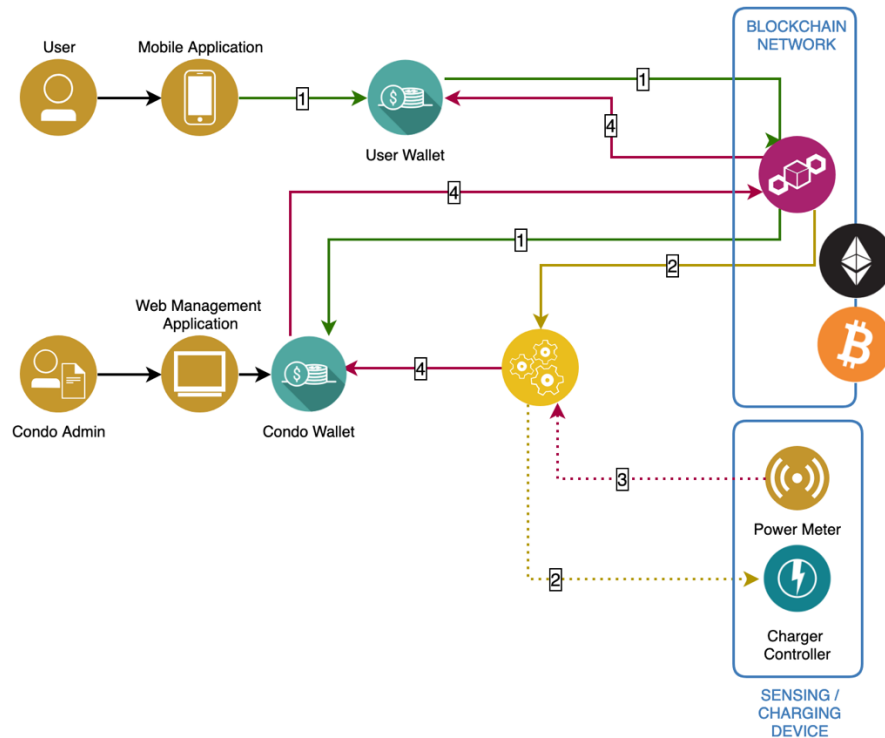 User
Mobile Application
BLOCKCHAIN
NETWORK
1
1
4
User Wallet
4
1
2
Web Management
Application
4
Condo Admin
Condo Wallet
3
Power Meter
2
Charger
Controller
SENSING /
CHARGING
DEVICE